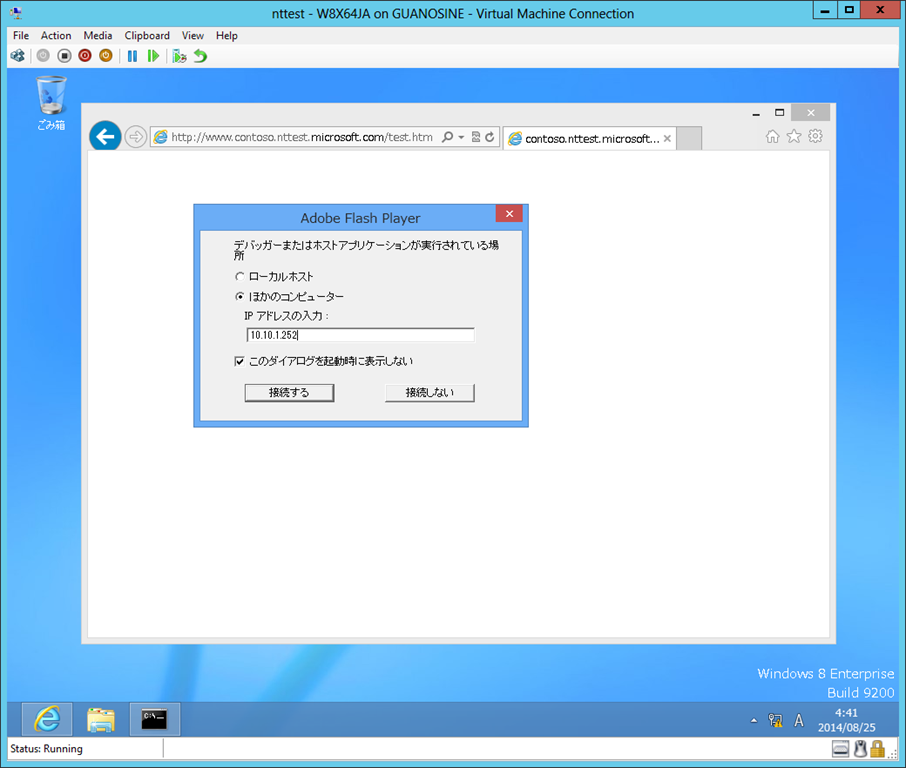 nttest - W8X64JA on GUANOSINE - Virtual Machine Connection
File Action Media Clipboard View Help
ごみ箱
http://www.contoso.nttest.microsoft.com/test.htm
contoso.nttest.microsoft...
Adobe Flash Player
デバッガーまたはホストアプリケーションが実行されている場
所
ローカルホスト
ほかのコンピューター
IP アドレスの入力 :
10.10.1.252
このダイアログを起動時に表示しない
接続する 接続しない
Windows 8 Enterprise
Build 9200
C:\_
A
4:41
2014/08/25
Status: Running